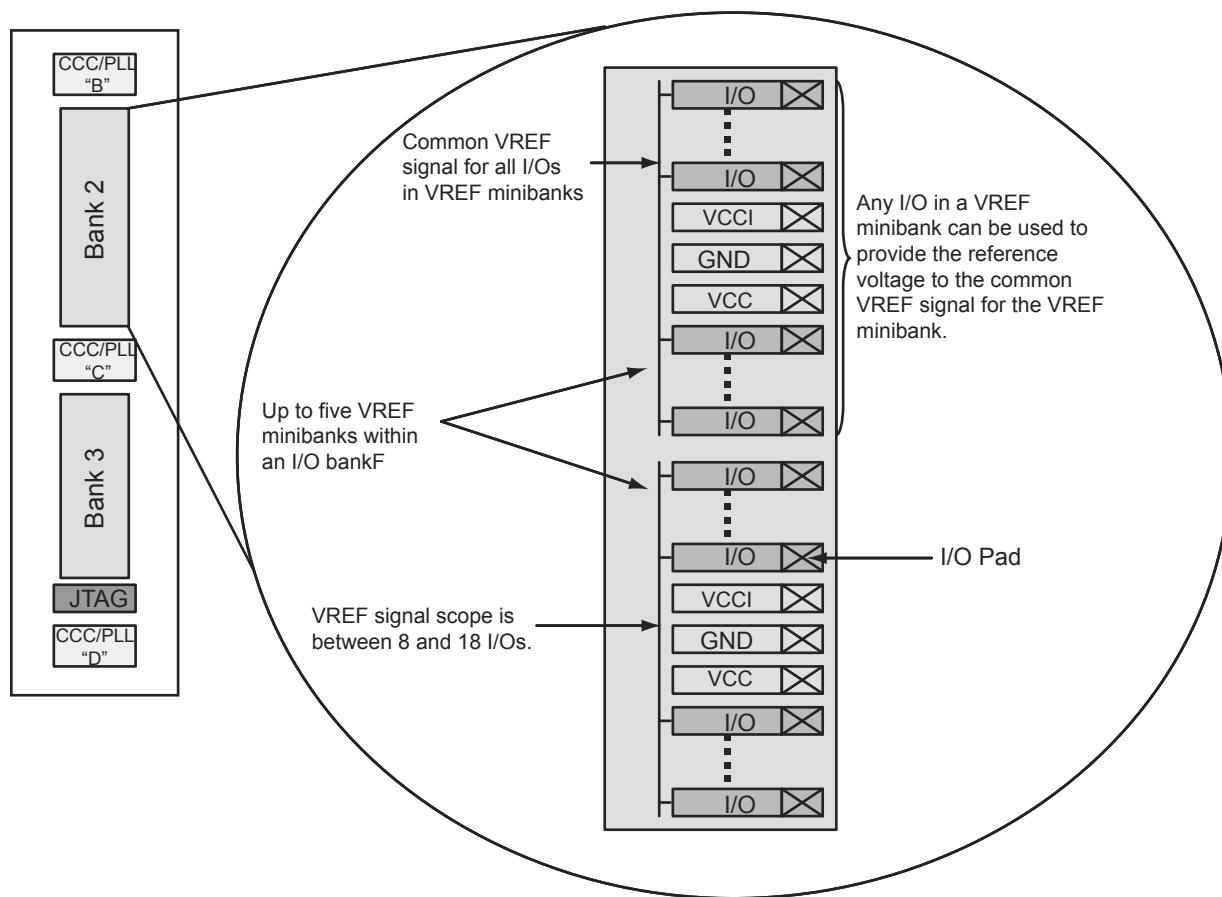 CCC/PLL
“B”
Bank 2
CCC/PLL
“C”
Bank 3
JTAG
CCC/PLL
“D”
Common VREF
signal for all I/Os
in VREF minibanks
Up to five VREF
minibanks within
an I/O bankF
VREF signal scope is
between 8 and 18 I/Os.
I/O
I/O
VCCI
GND
VCC
I/O
I/O
I/O
I/O
VCCI
GND
VCC
I/O
I/O
Any I/O in a VREF
minibank can be used to
provide the reference
voltage to the common
VREF signal for the VREF
minibank.
I/O Pad